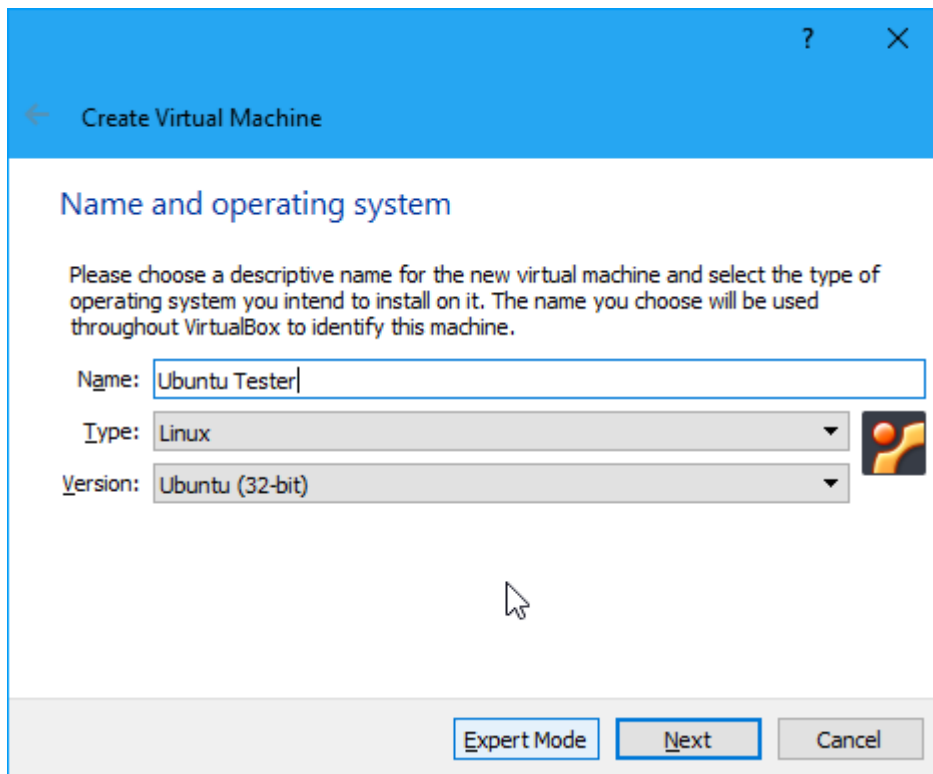 ?
Create Virtual Machine
Name and operating system
Please choose a descriptive name for the new virtual machine and select the type of
operating system you intend to install on it. The name you choose will be used
throughout VirtualBox to identify this machine.
Name: Ubuntu Tester
Type: Linux
Version: Ubuntu (32-bit)
Expert Mode Next Cancel